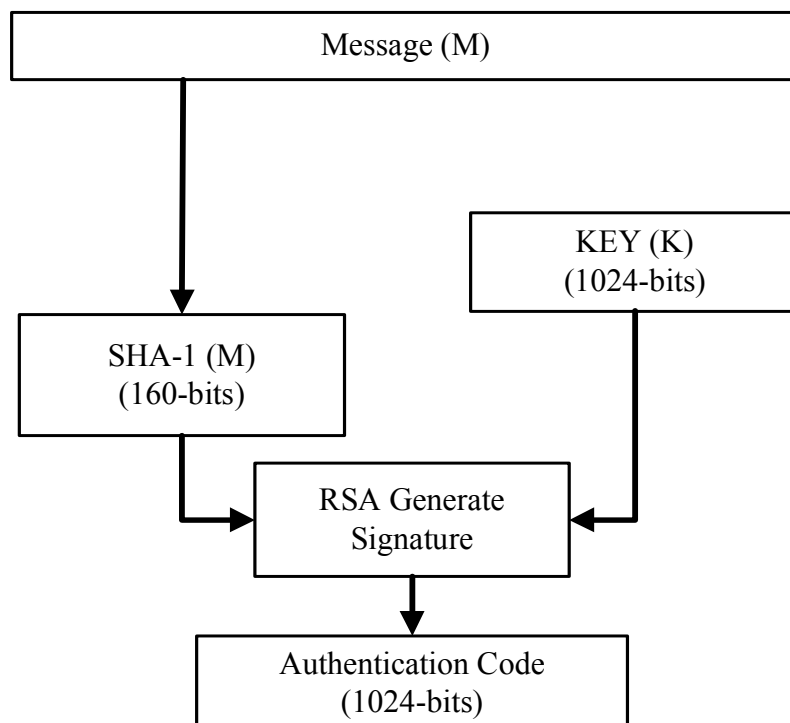 Message (M)
KEY (K)
(1024-bits)
SHA-1 (M)
(160-bits)
RSA Generate
Signature
Authentication Code
(1024-bits)